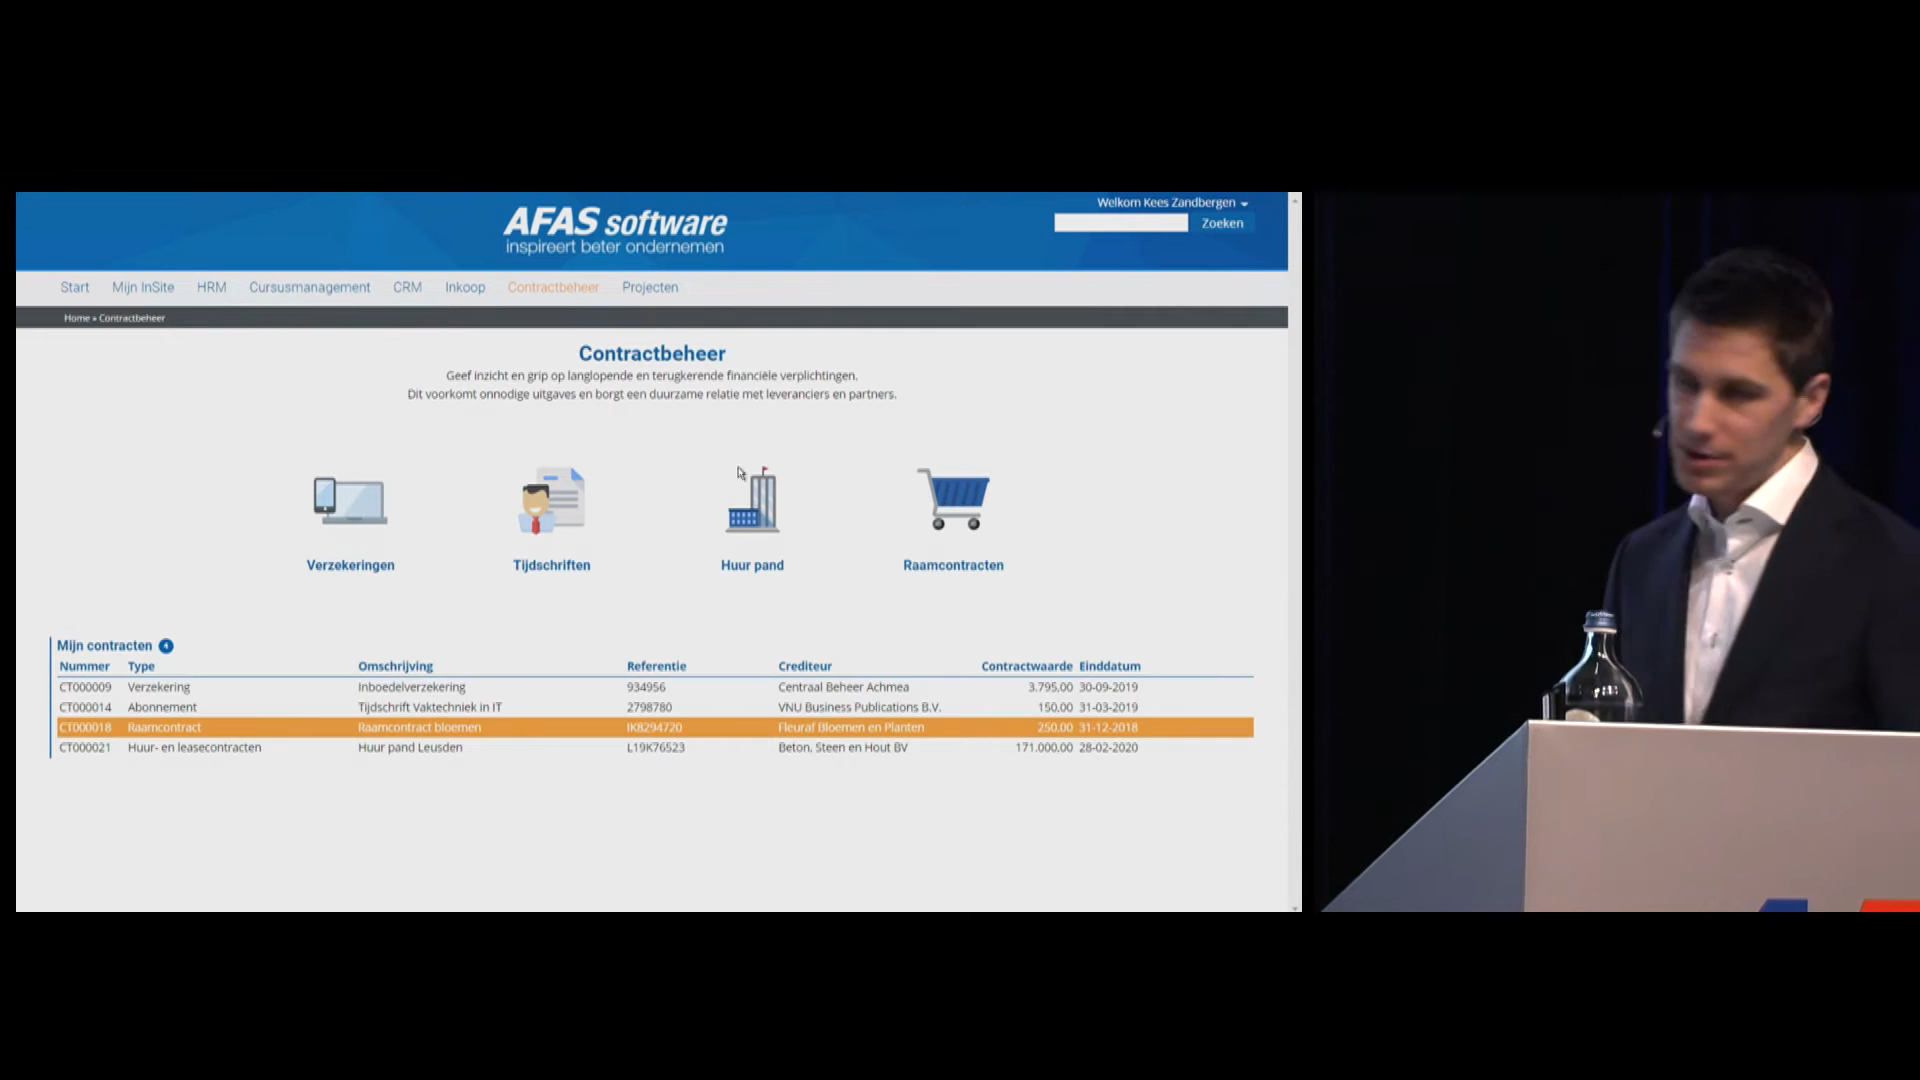 AFAS software
inspireert beter ondernemen
Welkom Kees Zandbergen
Zoeken
Start Mijn InSite HRM Cursusmanagement CRM Inkoop Contractbeheer Projecten
Home » Contractbeheer
Contractbeheer
Geef inzicht en grip op langlopende en terugkerende financiële verplichtingen.
Dit voorkomt onnodige uitgaves en borgt een duurzame relatie met leveranciers en partners.
Verzekeringen Tijdschriften Huur pand Raamcontracten
Mijn contracten 4
Nummer Type Omschrijving Referentie Crediteur Contractwaarde Einddatum
CT000009 Verzekering Inboedelverzekering 934956 Centraal Beheer Achmea 3.795,00 30-09-2019
CT000014 Abonnement Tijdschrift Vaktechniek in IT 2798780 VNU Business Publications B.V. 150,00 31-03-2019
CT000018 Raamcontract Raamcontract bloemen IK8294720 Fleuraf Bloemen en Planten 250,00 31-12-2018
CT000021 Huur- en leasecontracten Huur pand Leusden L19K76523 Beton, Steen en Hout BV 171.000,00 28-02-2020